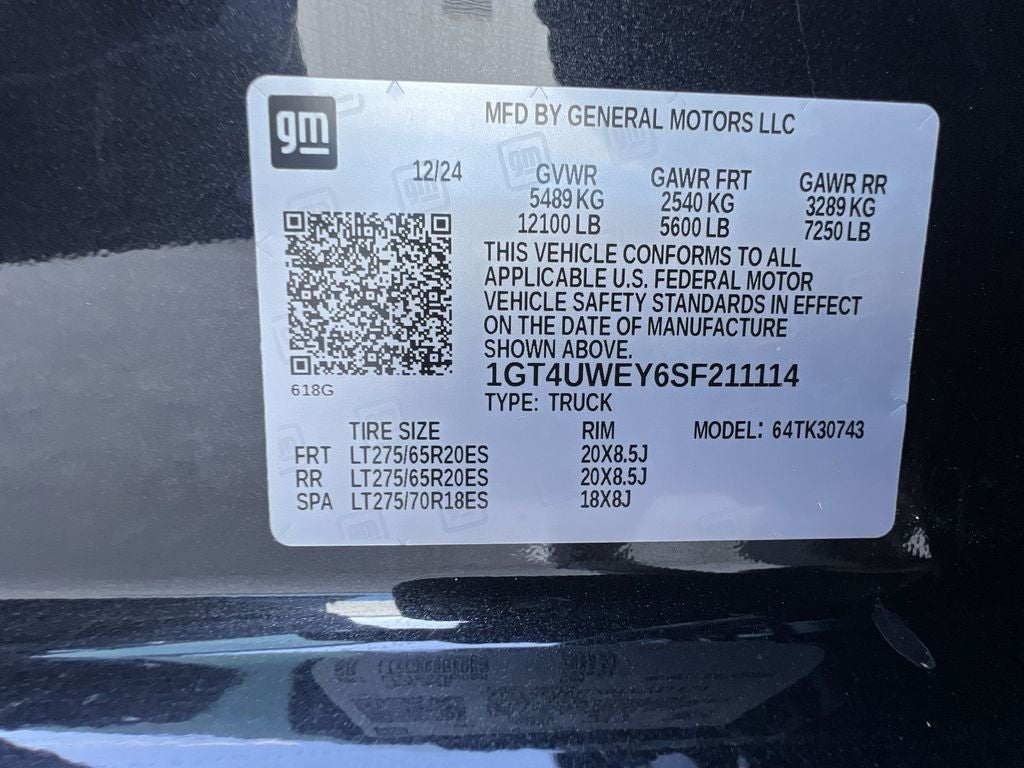 gm
MFD BY GENERAL MOTORS LLC
12/24
GVWR GAWR FRT GAWR RR
5489 KG 2540 KG 3289 KG
12100 LB 5600 LB 7250 LB
THIS VEHICLE CONFORMS TO ALL
APPLICABLE U.S. FEDERAL MOTOR
VEHICLE SAFETY STANDARDS IN EFFECT
ON THE DATE OF MANUFACTURE
SHOWN ABOVE.
618G
1GT4UWEY6SF211114
TYPE: TRUCK
TIRE SIZE RIM MODEL: 64TK30743
FRT LT275/65R20ES 20X8.5J
RR LT275/65R20ES 20X8.5J
SPA LT275/70R18ES 18X8J